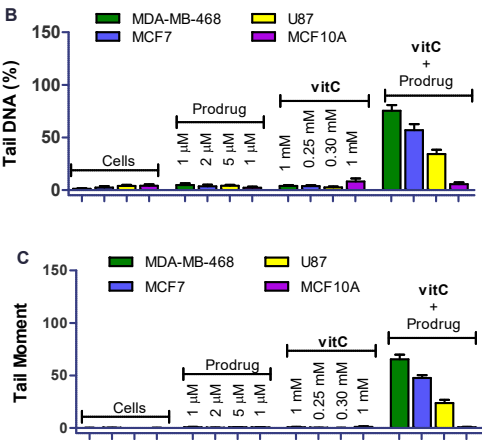 B
MDA-MB-468 U87
MCF7 MCF10A
150
100
50
0
Tail DNA (%)
Cells
Prodrug
1 µM
2 µM
5 µM
1 µM
vitC
1 mM
0.25 mM
0.30 mM
1 mM
vitC
+
Prodrug
C
MDA-MB-468 U87
MCF7 MCF10A
150
100
50
0
Tail Moment
Cells
Prodrug
1 µM
2 µM
5 µM
1 µM
vitC
1 mM
0.25 mM
0.30 mM
1 mM
vitC
+
Prodrug